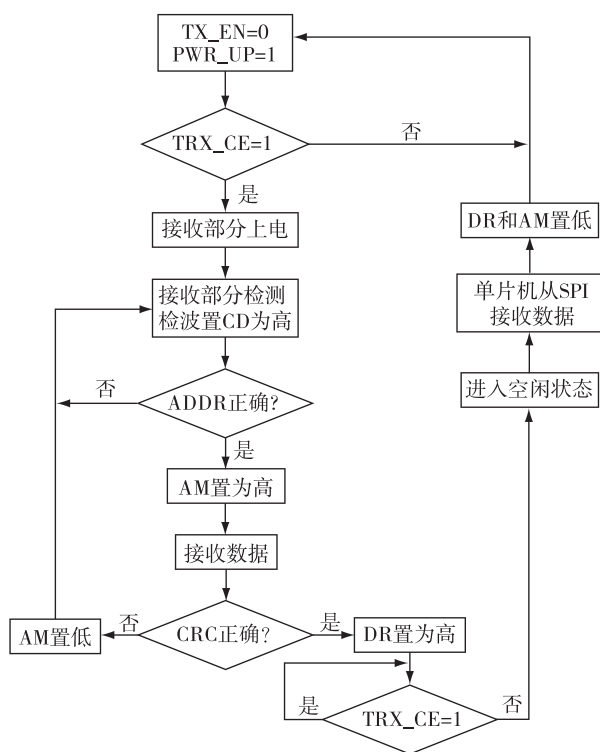 TX_EN=0
PWR_UP=1
TRX_CE=1
否
是
接收部分上电
DR和AM置低
接收部分检测
检波置CD为高
单片机从SPI
接收数据
否
ADDR正确?
进入空闲状态
是
AM置为高
接收数据
AM置低
否
CRC正确?
是
DR置为高
是
TRX_CE=1
否